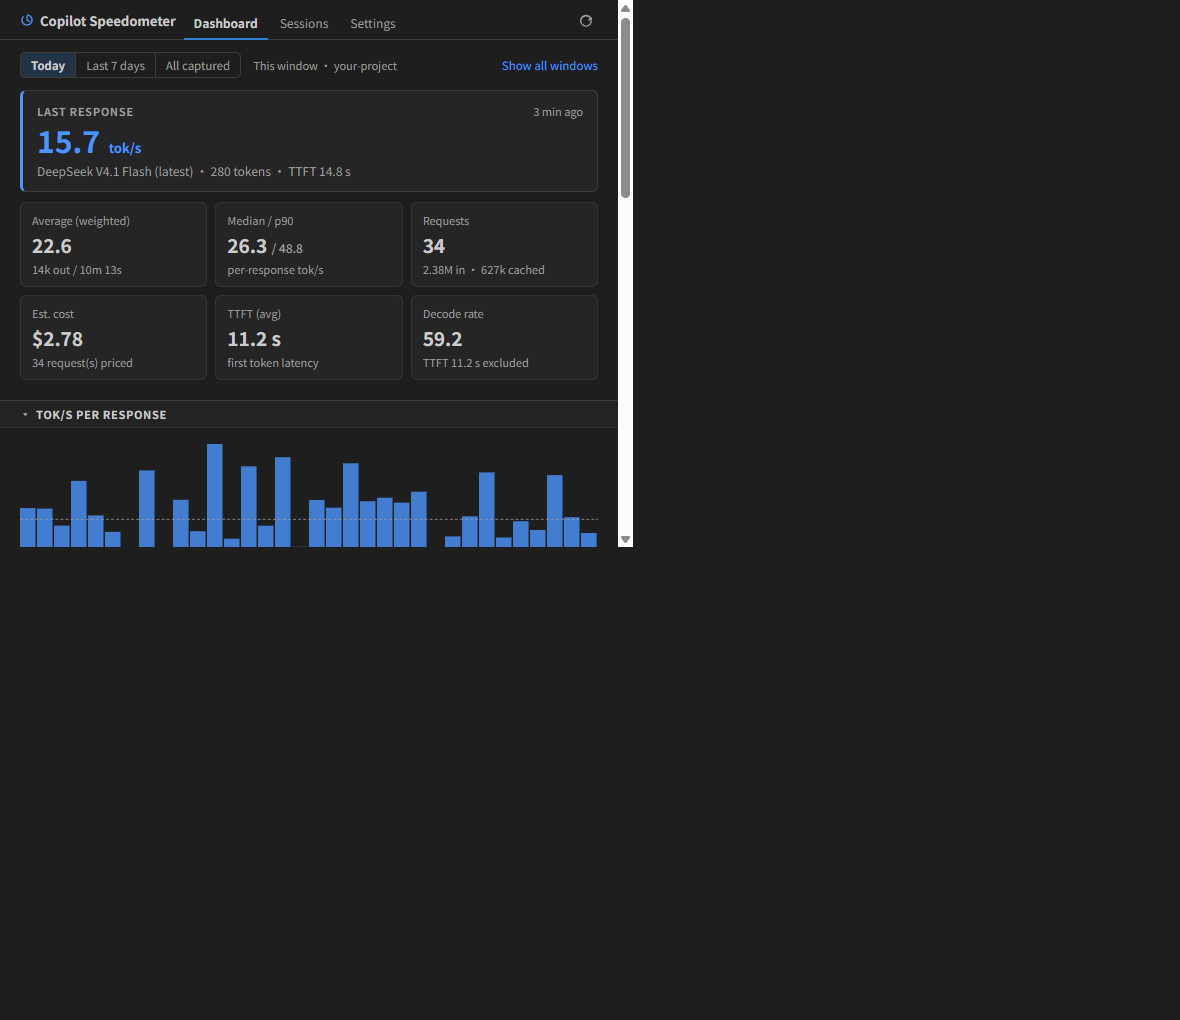 Copilot Speedometer Dashboard Sessions Settings
Today Last 7 days All captured This window • your-project Show all windows
LAST RESPONSE 3 min ago
15.7 tok/s
DeepSeek V4.1 Flash (latest) • 280 tokens • TTFT 14.8 s
Average (weighted) Median / p90 Requests
22.6 26.3 / 48.8 34
14k out / 10m 13s per-response tok/s 2.38M in • 627k cached
Est. cost TTFT (avg) Decode rate
$2.78 11.2 s 59.2
34 request(s) priced first token latency TTFT 11.2 s excluded
TOK/S PER RESPONSE